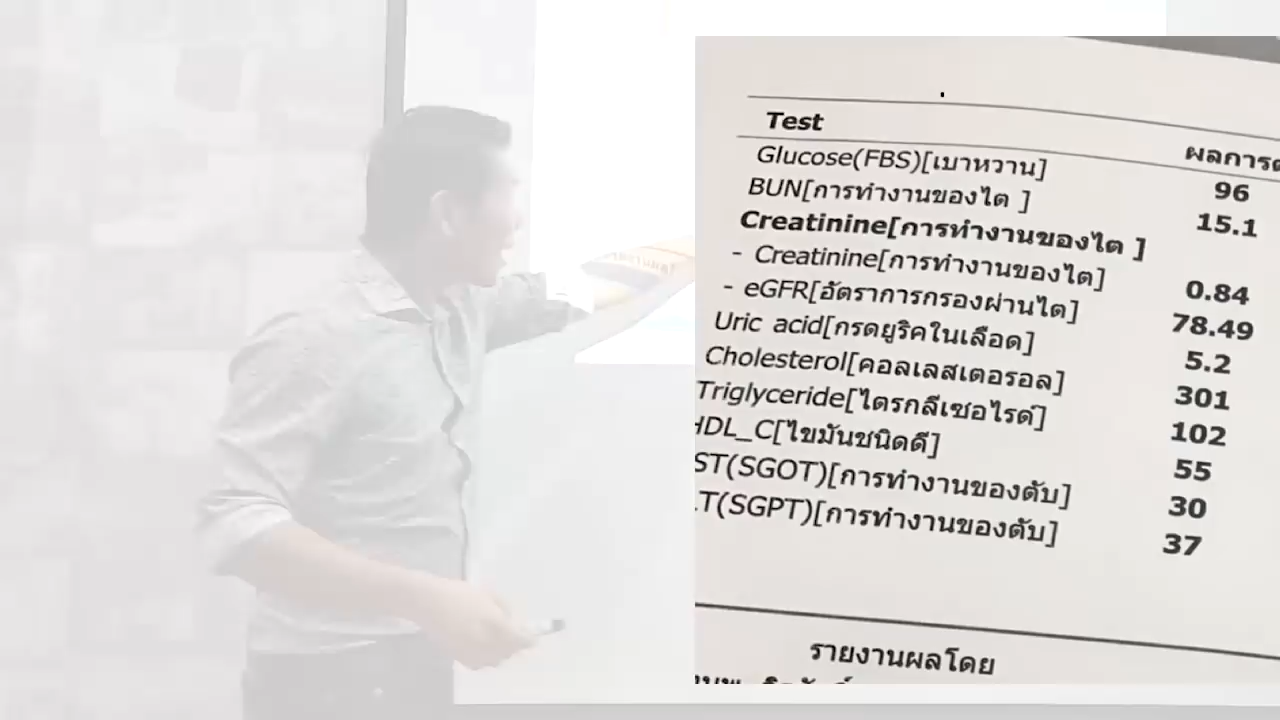 Test
ผลการต
Glucose(FBS)[เบาหวาน] 96
BUN[การทำงานของไต ] 15.1
Creatinine[การทำงานของไต ]
- Creatinine[การทำงานของไต] 0.84
- eGFR[อัตราการกรองผ่านไต] 78.49
Uric acid[กรดยูริคในเลือด] 5.2
Cholesterol[คอลเลสเตอรอล] 301
Triglyceride[ไตรกลีเซอไรด์] 102
HDL_C[ไขมันชนิดดี] 55
ST(SGOT)[การทำงานของตับ] 30
LT(SGPT)[การทำงานของตับ] 37
รายงานผลโดย